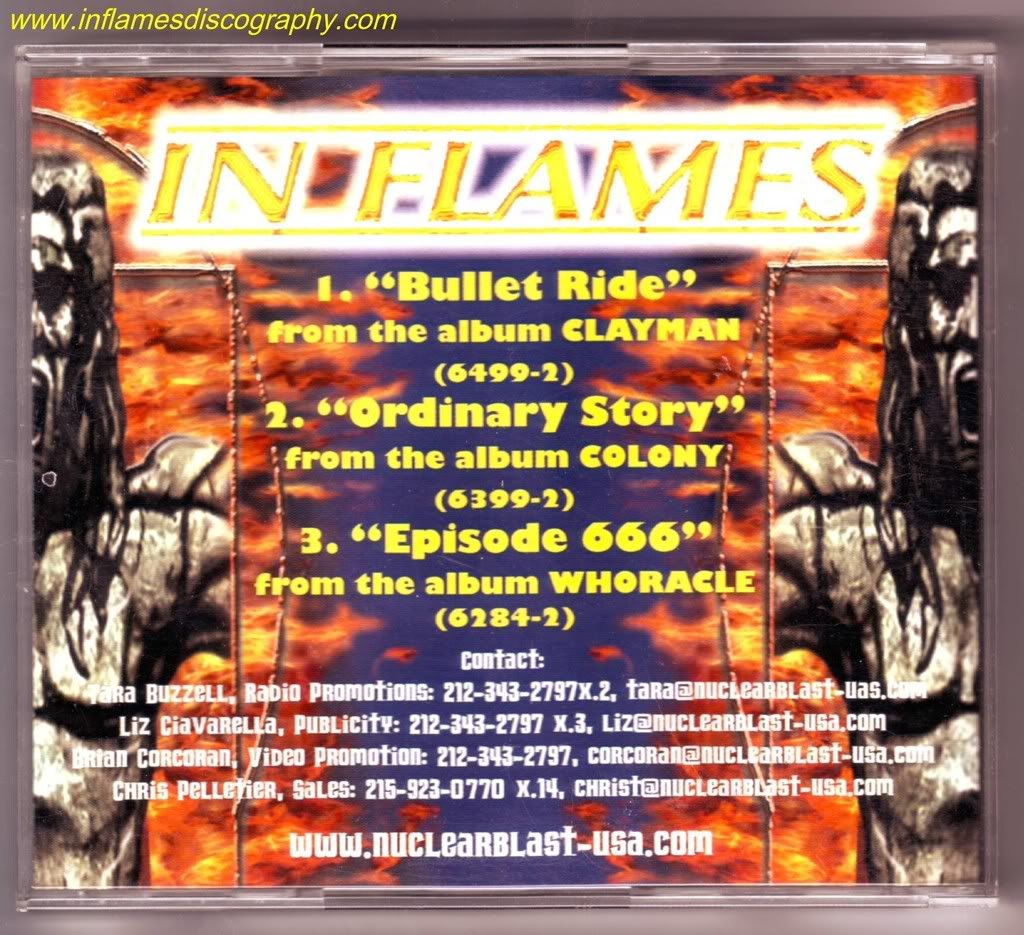 www.inflamesdiscography.com
IN FLAMES
1. “Bullet Ride”
from the album CLAYMAN
(6499-2)
2. “Ordinary Story”
from the album COLONY
(6399-2)
3. “Episode 666”
from the album WHORACLE
(6284-2)
Contact:
Tara Buzzell, Radio Promotions: 212-343-2797x.2, tara@nuclearblast-uas.com
Liz Ciavarella, Publicity: 212-343-2797 x.3, Liz@nuclearblast-usa.com
Brian Corcoran, Video Promotion: 212-343-2797, corcoran@nuclearblast-usa.com
Chris Pelletier, Sales: 215-923-0770 x.14, christ@nuclearblast-usa.com
www.nuclearblast-usa.com